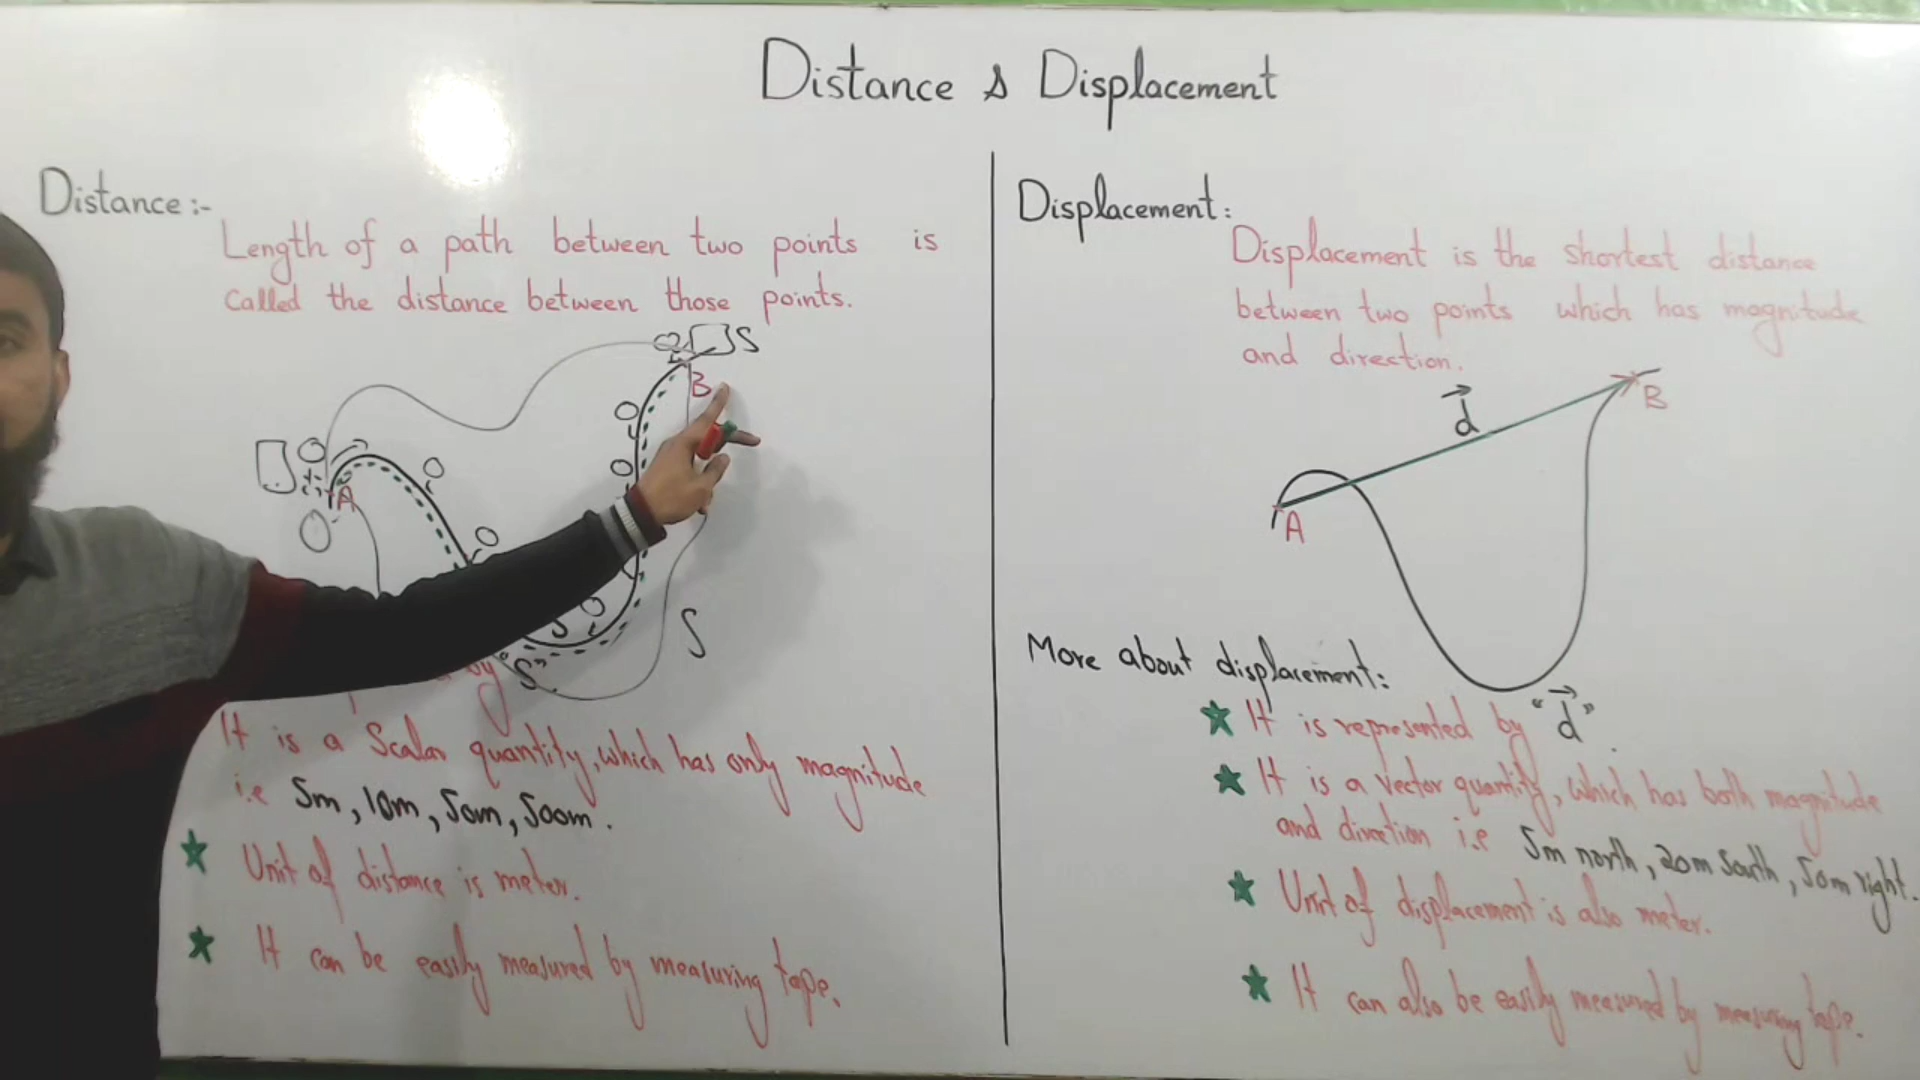 Distance & Displacement
Distance :-
Length of a path between two points is
called the distance between those points.
S
B
A
S
S
by "S".
It is a Scalar quantity, which has only magnitude
i.e 5m, 10m, 50m, 500m.
Unit of distance is meter.
It can be easily measured by measuring tape.
Displacement:
Displacement is the shortest distance
between two points which has magnitude
and direction.
d
B
A
More about displacement:
It is represented by "d".
It is a vector quantity, which has both magnitude
and direction i.e 5m north, 20m South, 50m right.
Unit of displacement is also meter.
It can also be easily measured by measuring tape.